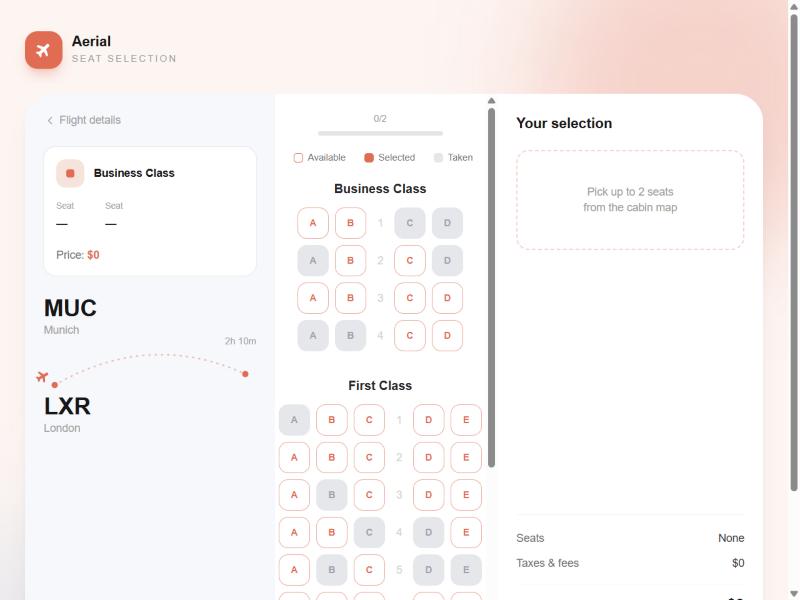 Aerial
SEAT SELECTION
Flight details
Business Class
Seat Seat
— —
Price: $0
MUC
Munich
2h 10m
LXR
London
0/2
Available Selected Taken
Business Class
A B 1 C D
A B 2 C D
A B 3 C D
A B 4 C D
First Class
A B C 1 D E
A B C 2 D E
A B C 3 D E
A B C 4 D E
A B C 5 D E
Your selection
Pick up to 2 seats
from the cabin map
Seats None
Taxes & fees $0